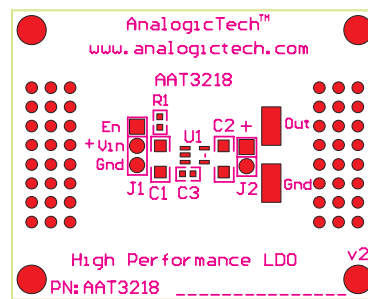 AnalogicTech™
www.analogictech.com
AAT3218
R1
En
U1
C2
+
Out
+ Vin
Gnd
J1
C1
C3
J2
Gnd
High Performance LDO
v2
PN: AAT3218 _______________